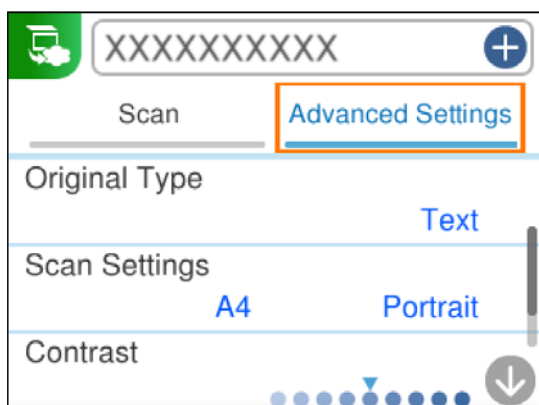 XXXXXXXXXX
Scan Advanced Settings
Original Type
Text
Scan Settings
A4 Portrait
Contrast